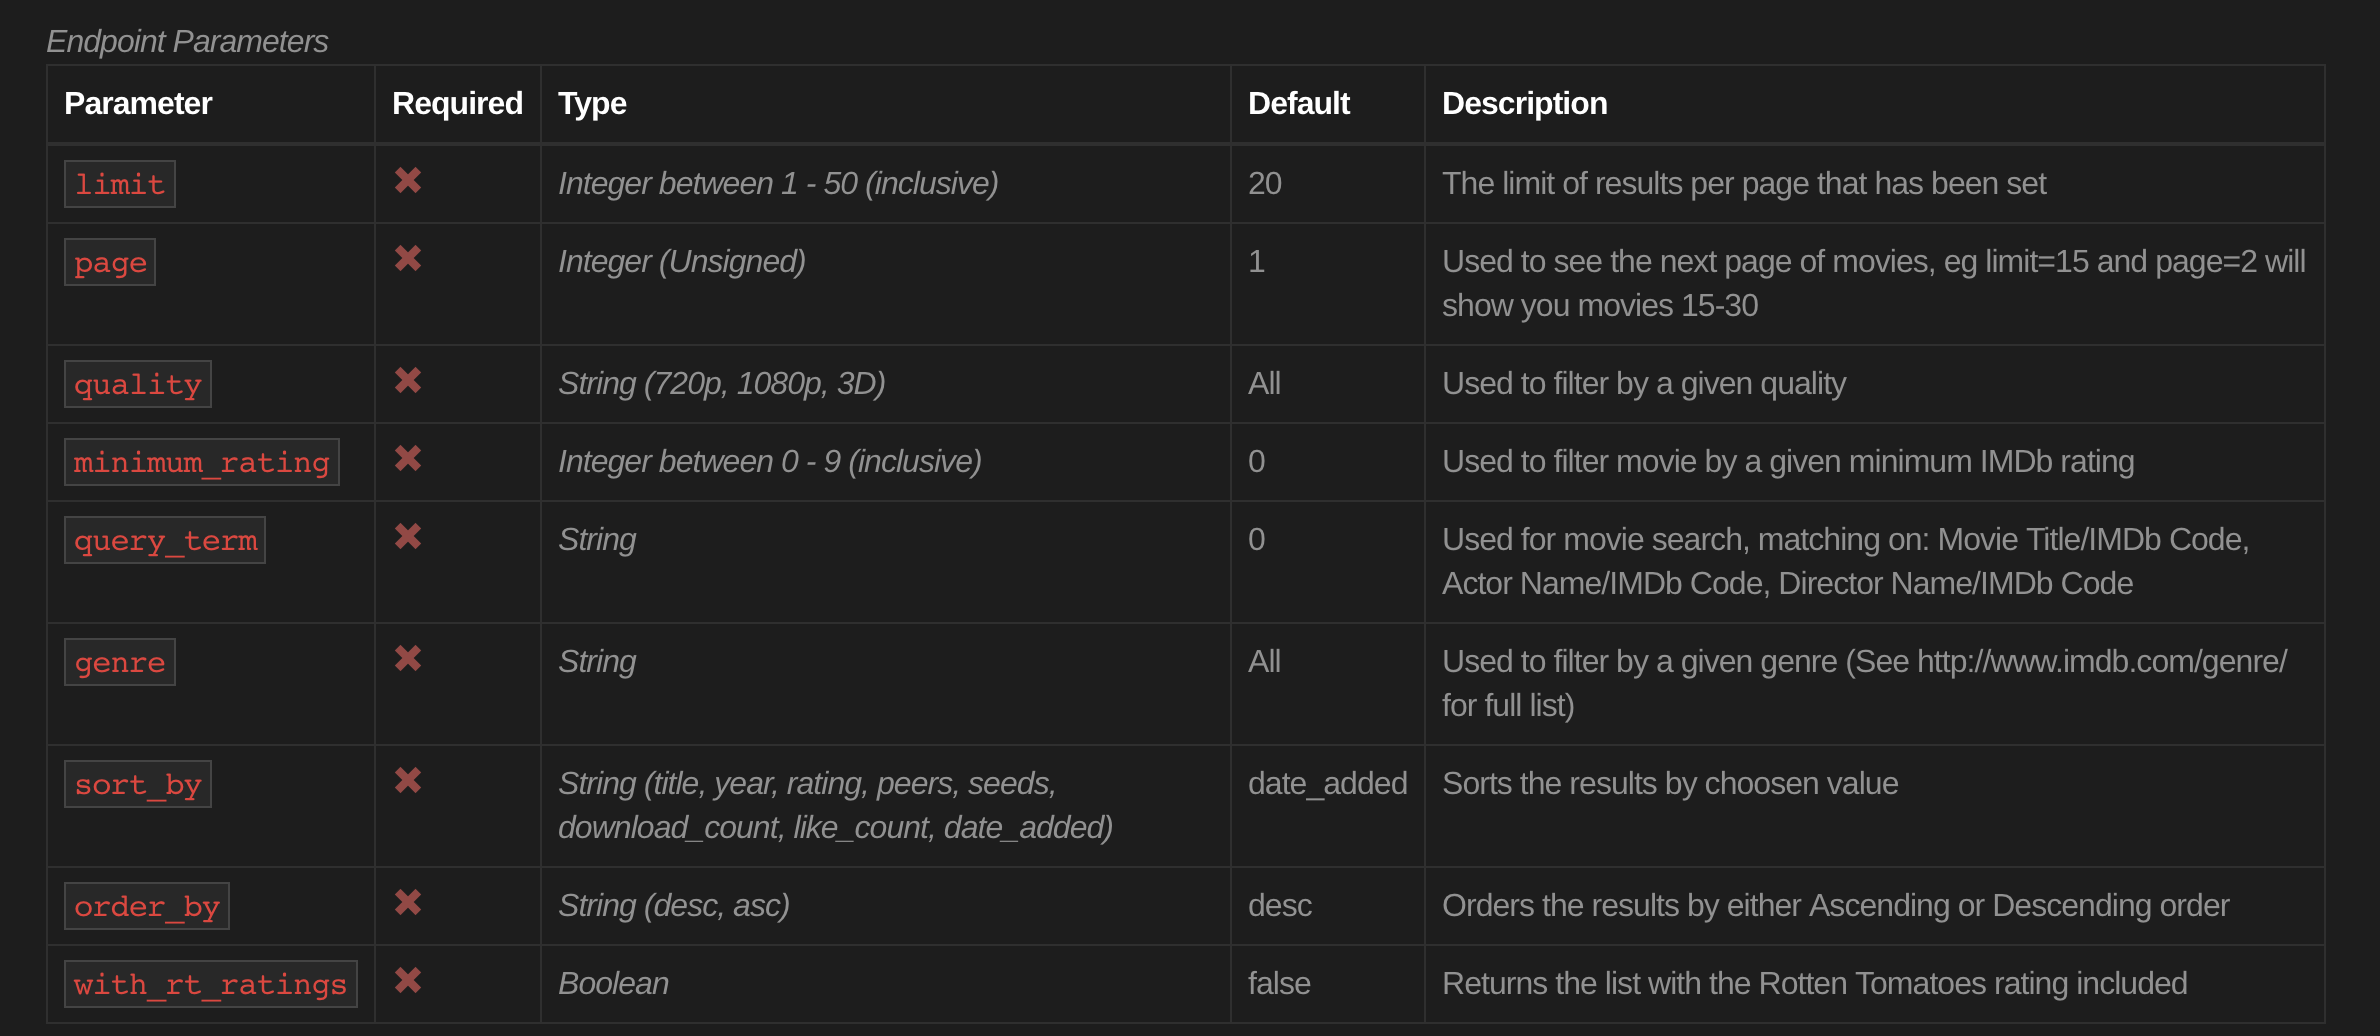 Endpoint Parameters
Parameter Required Type Default Description
limit ✖ Integer between 1 - 50 (inclusive) 20 The limit of results per page that has been set
page ✖ Integer (Unsigned) 1 Used to see the next page of movies, eg limit=15 and page=2 will
show you movies 15-30
quality ✖ String (720p, 1080p, 3D) All Used to filter by a given quality
minimum_rating ✖ Integer between 0 - 9 (inclusive) 0 Used to filter movie by a given minimum IMDb rating
query_term ✖ String 0 Used for movie search, matching on: Movie Title/IMDb Code,
Actor Name/IMDb Code, Director Name/IMDb Code
genre ✖ String All Used to filter by a given genre (See http://www.imdb.com/genre/
for full list)
sort_by ✖ String (title, year, rating, peers, seeds, date_added Sorts the results by choosen value
download_count, like_count, date_added)
order_by ✖ String (desc, asc) desc Orders the results by either Ascending or Descending order
with_rt_ratings ✖ Boolean false Returns the list with the Rotten Tomatoes rating included